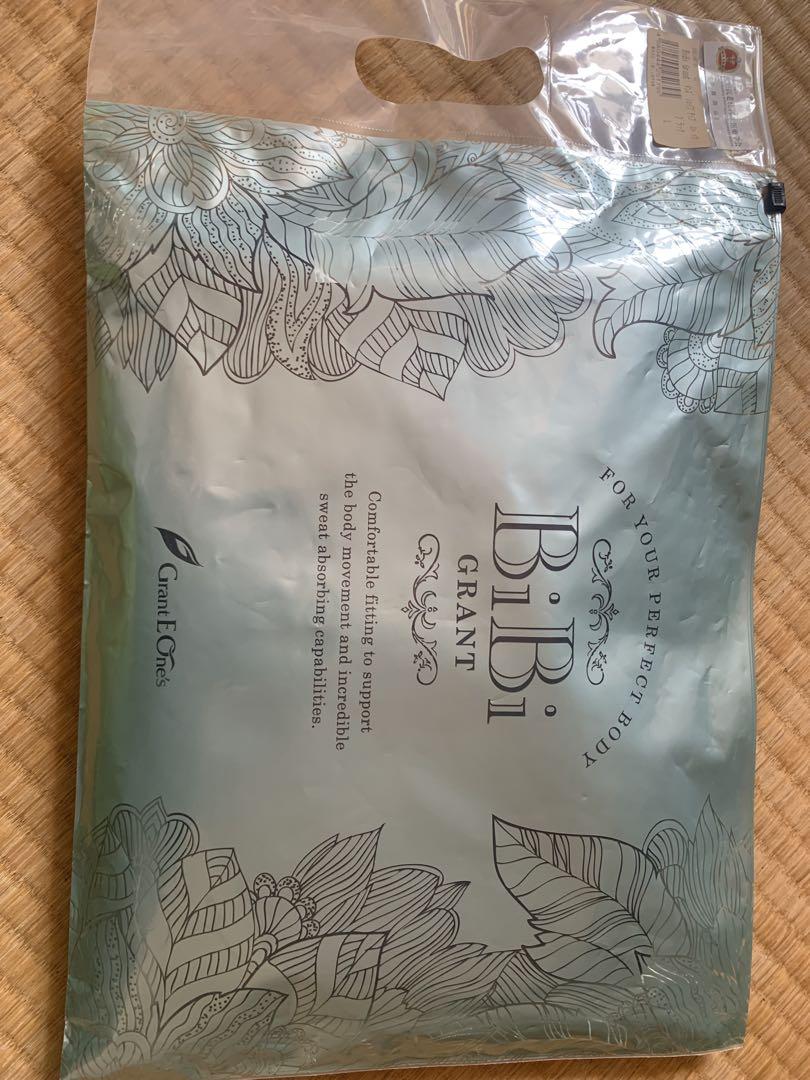 FOR YOUR PERFECT BODY
BiBi
GRANT
Comfortable fitting to support
the body movement and incredible
sweat absorbing capabilities.
Grant E One's